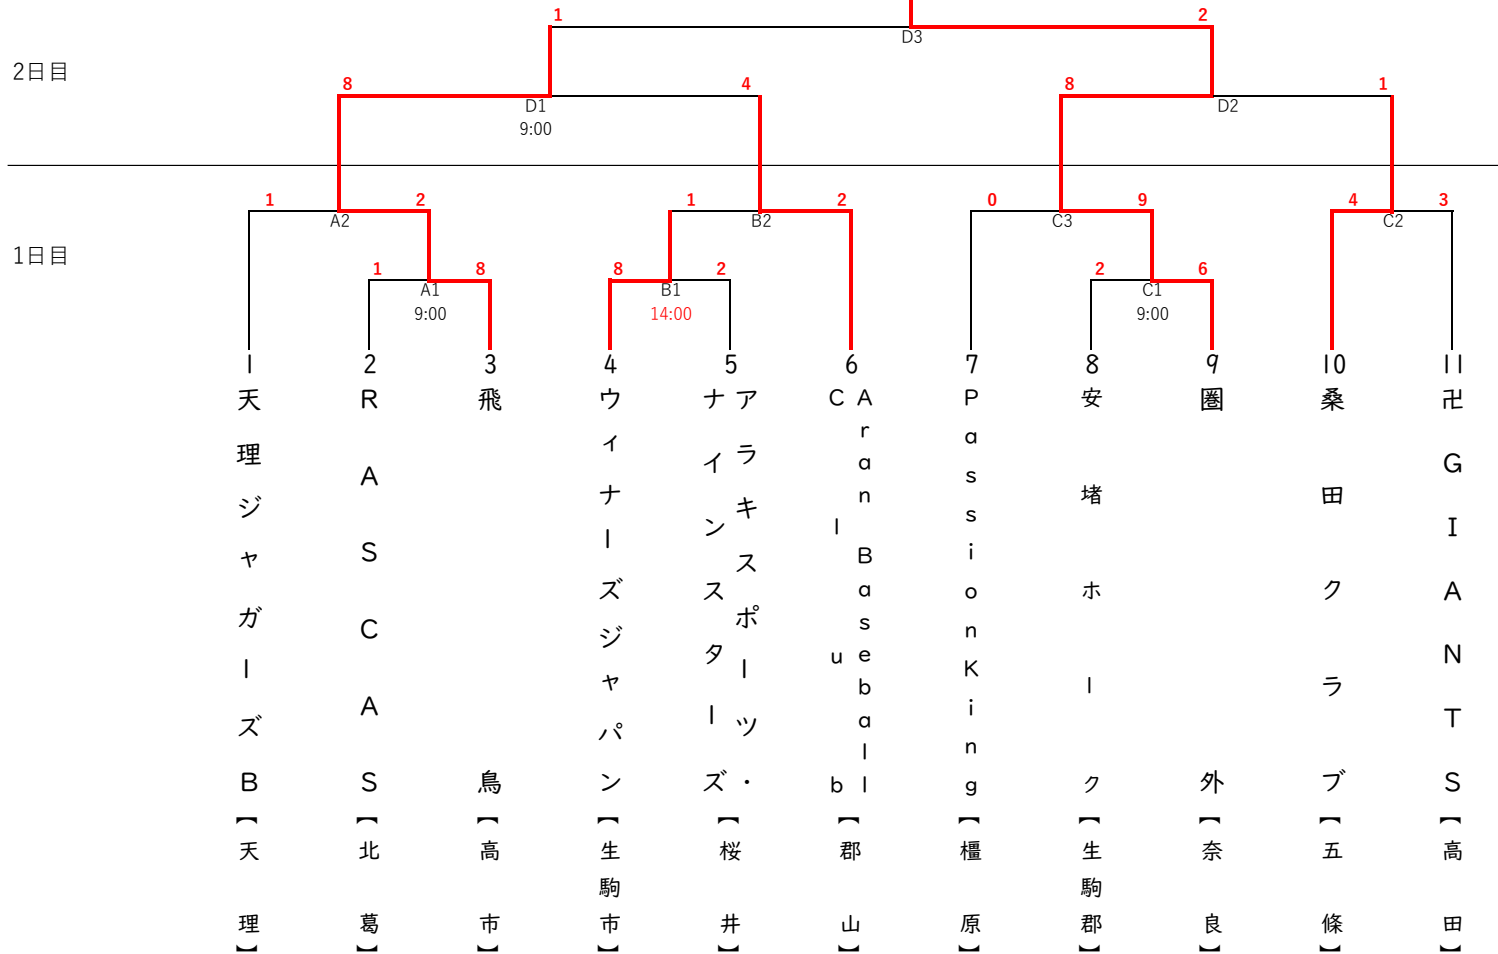 1 2
D3
2日目
8 4 8 1
D1 D2
9:00
1 2 1 2 0 9 4 3
A2 B2 C3 C2
1日目
1 8 8 2 2 6
A1 B1 C1
9:00 14:00 9:00
1 2 3 4 5 6 7 8 9 10 11
天理ジャガーズB【天理】
RASCAS【北葛】
飛鳥【高市】
ウィナーズジャパン【生駒市】
アラキスポーツ・
ナインスターズ【桜井】
Aran Baseball
Club【郡山】
PassionKing【橿原】
安堵ホーク【生駒郡】
圏外【奈良】
桑田クラブ【五條】
卍GIANTS【高田】